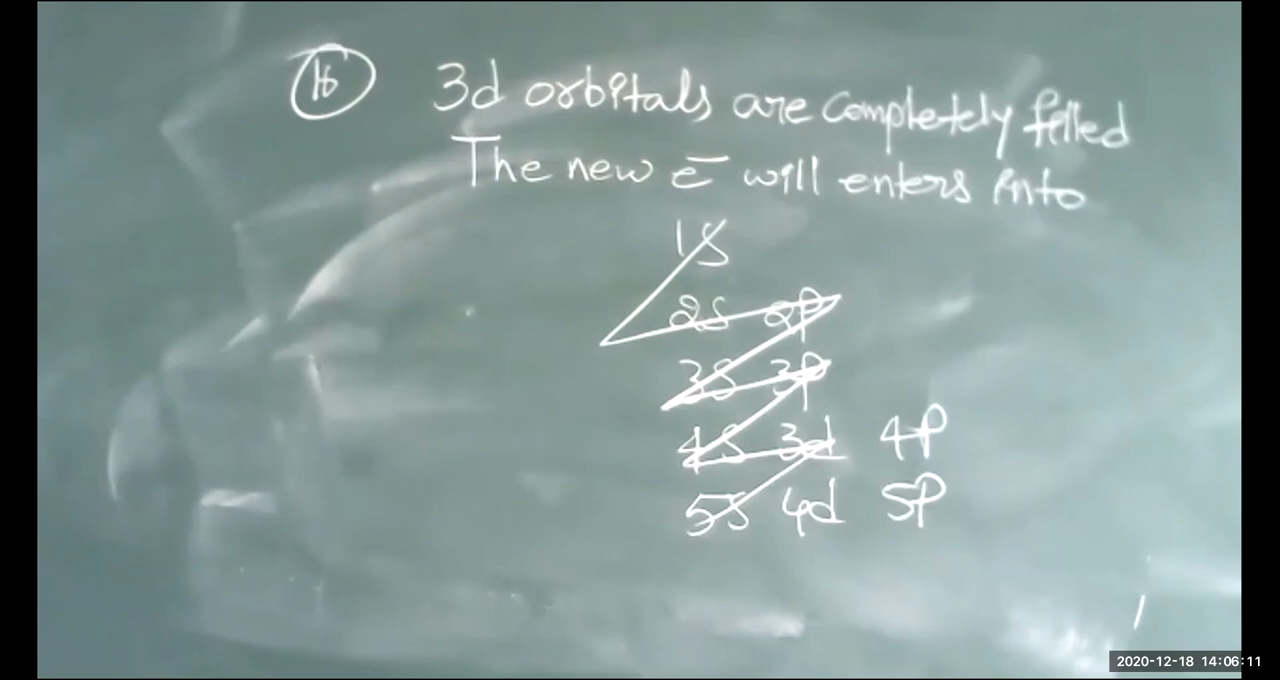 16 3d orbitals are completely filled
The new e⁻ will enters into
1S
2S 2P
3S 3P
4S 3d 4P
5S 4d 5P
2020-12-18 14:06:11